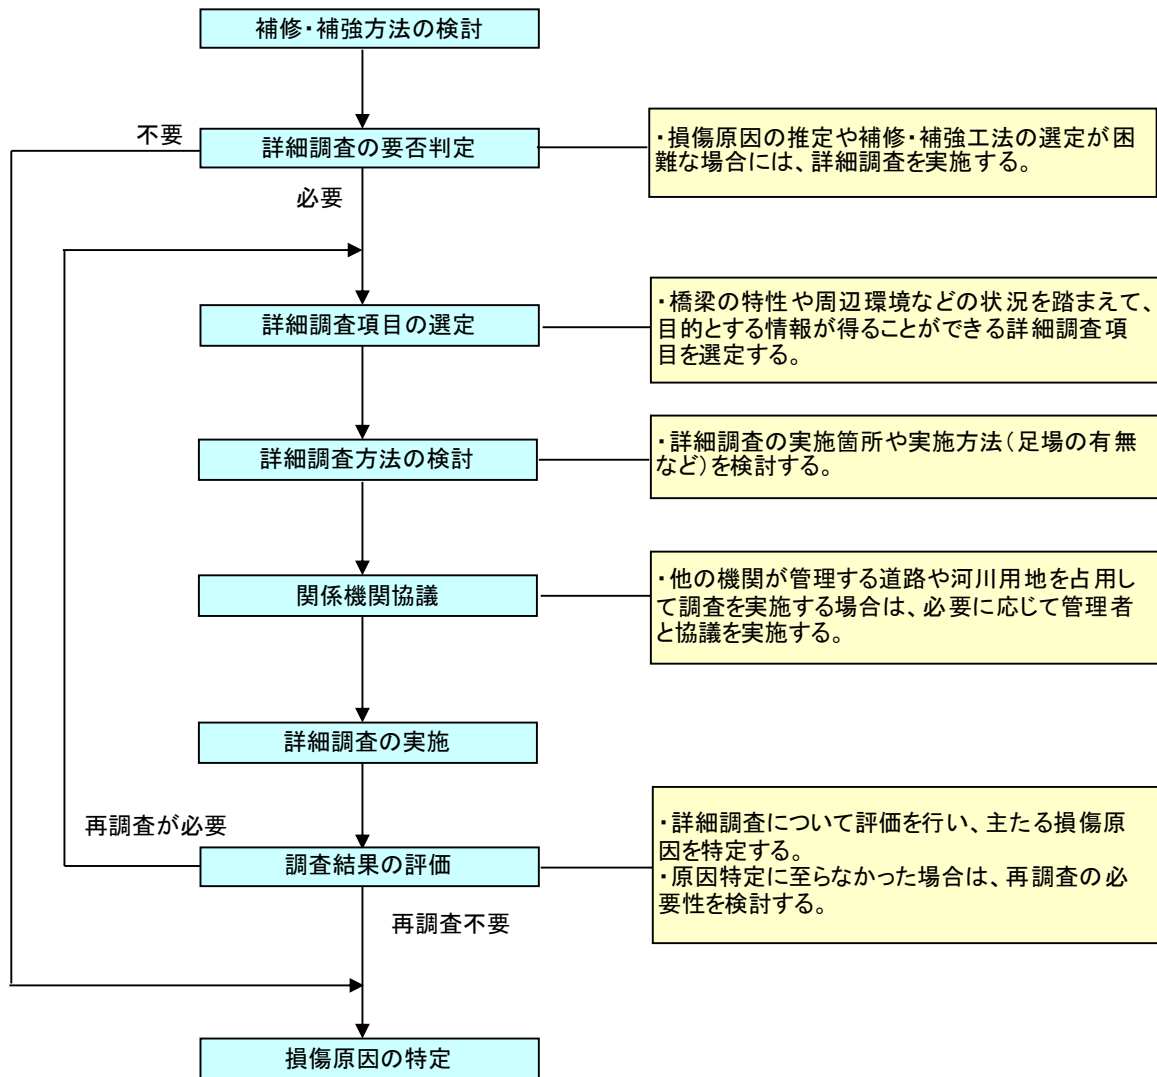 補修・補強方法の検討
不要
詳細調査の要否判定
・損傷原因の推定や補修・補強工法の選定が困
難な場合には、詳細調査を実施する。
必要
詳細調査項目の選定
・橋梁の特性や周辺環境などの状況を踏まえて、
目的とする情報が得ることができる詳細調査項
目を選定する。
詳細調査方法の検討
・詳細調査の実施箇所や実施方法（足場の有無
など）を検討する。
関係機関協議
・他の機関が管理する道路や河川用地を占用し
て調査を実施する場合は、必要に応じて管理者
と協議を実施する。
詳細調査の実施
再調査が必要
調査結果の評価
・詳細調査について評価を行い、主たる損傷原
因を特定する。
・原因特定に至らなかった場合は、再調査の必
要性を検討する。
再調査不要
損傷原因の特定